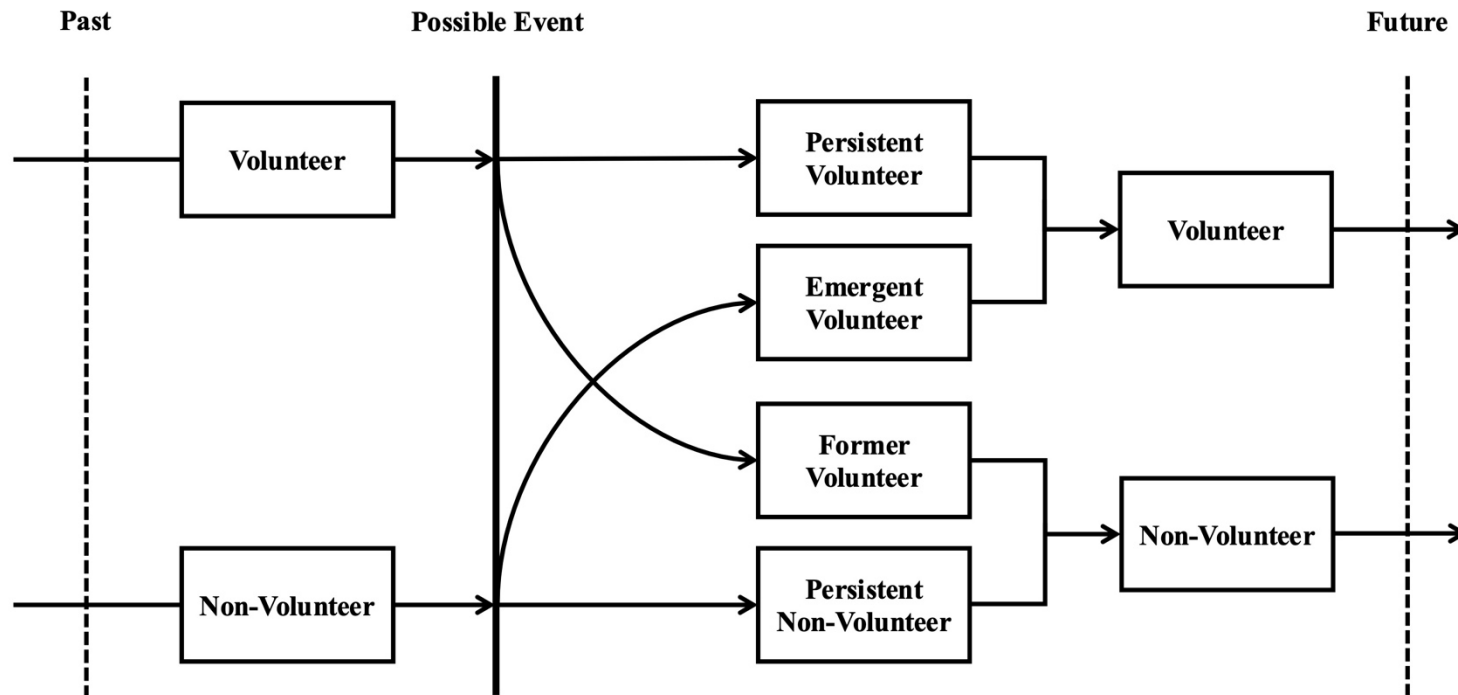 Past
Possible Event
Future
Volunteer
Non-Volunteer
Persistent
Volunteer
Emergent
Volunteer
Former
Volunteer
Persistent
Non-Volunteer
Volunteer
Non-Volunteer